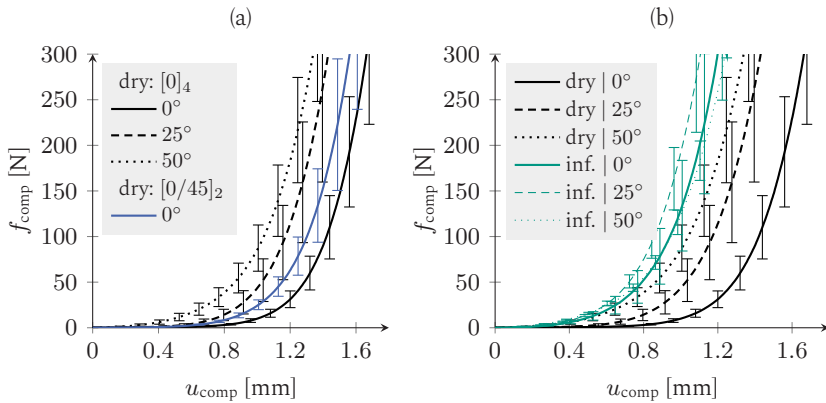 (a)
300
250
200
150
100
50
0
f_comp [N]
0
0.4
0.8
1.2
1.6
u_comp [mm]
dry: [0]₄
0°
25°
50°
dry: [0/45]₂
0°
(b)
300
250
200
150
100
50
0
f_comp [N]
0
0.4
0.8
1.2
1.6
u_comp [mm]
dry | 0°
dry | 25°
dry | 50°
inf. | 0°
inf. | 25°
inf. | 50°